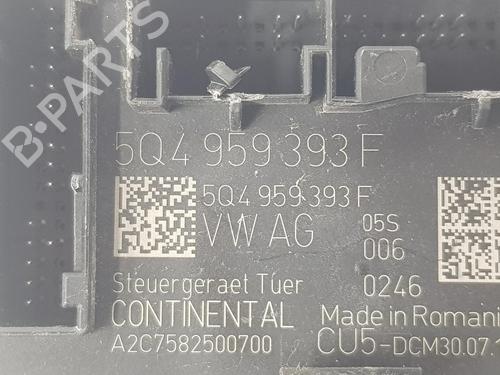 B-PARTS
5Q4 959 393 F
5Q4 959 393 F
VW AG
05S
006
Steuergeraet Tuer
0246
CONTINENTAL
Made in Romani
A2C7582500700
CU5-DCM30.07.1